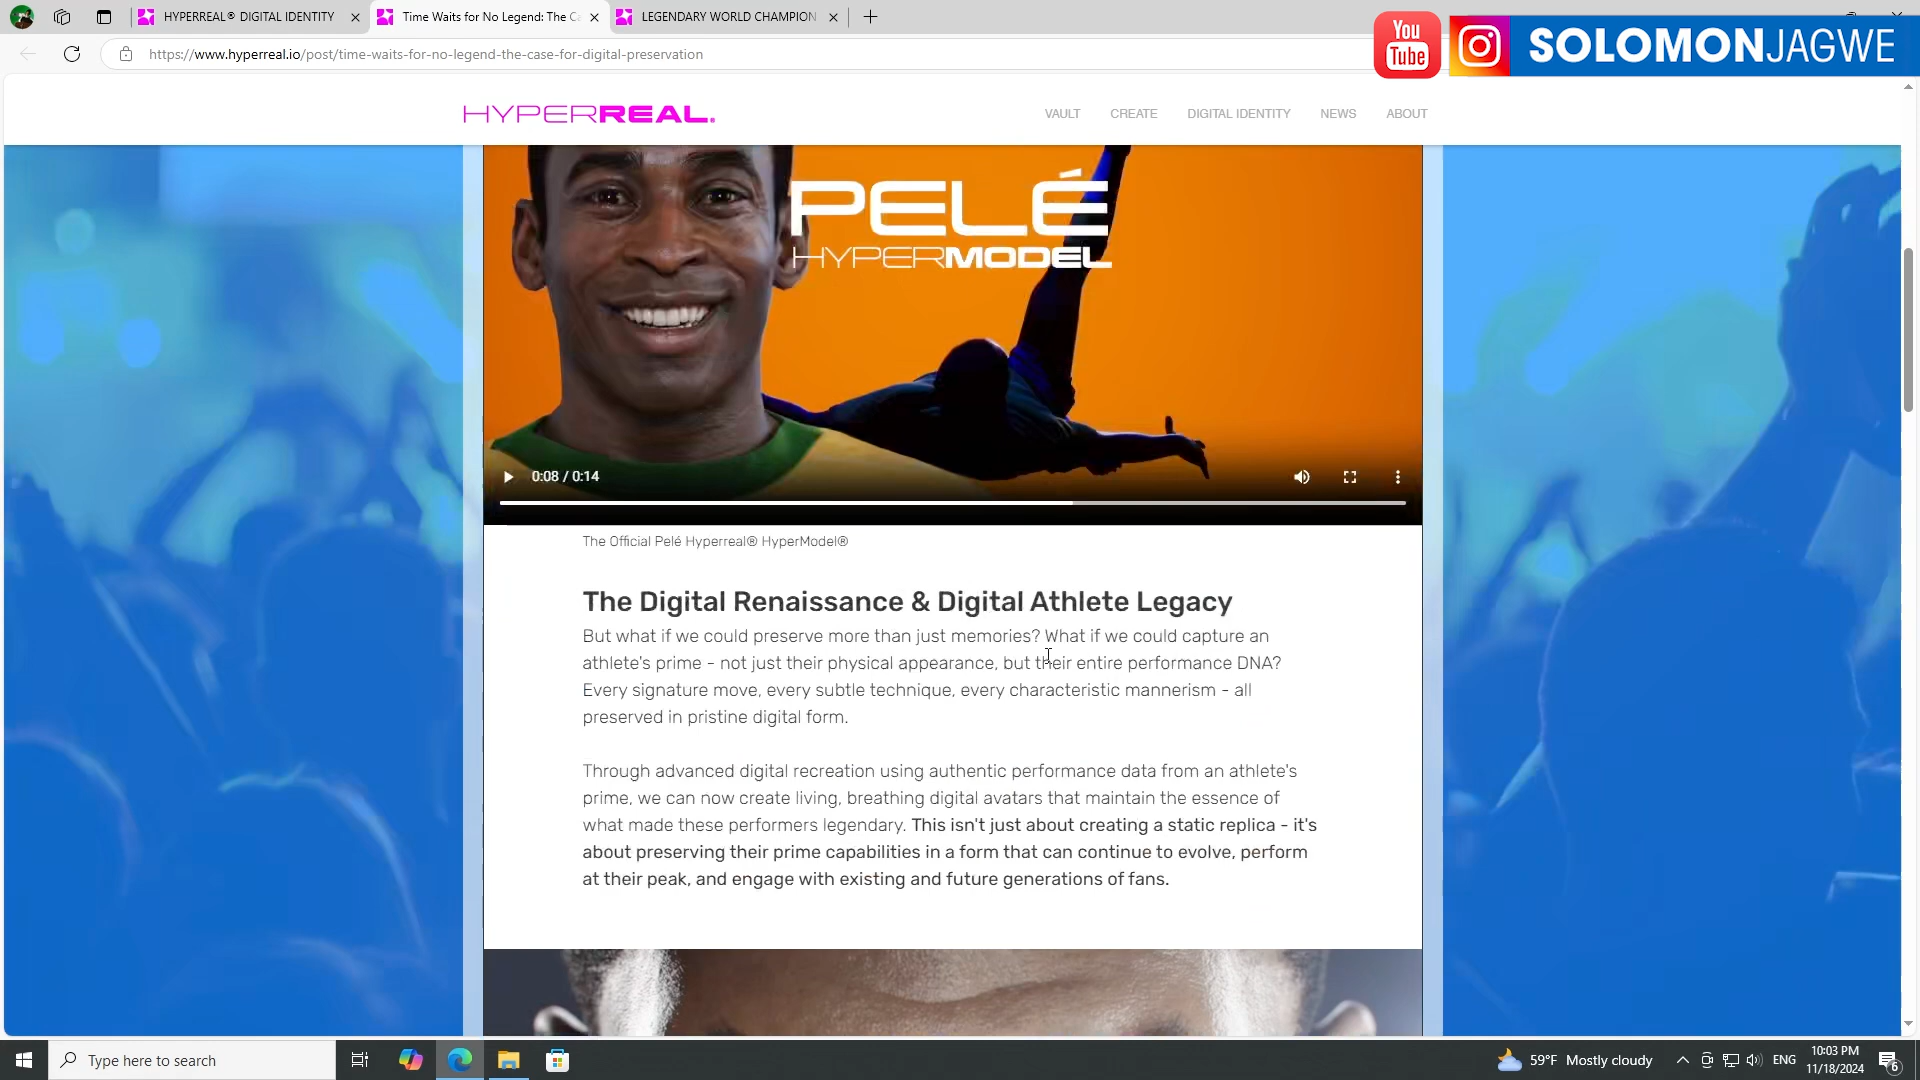 HYPERREAL® DIGITAL IDENTITY
Time Waits for No Legend: The C
LEGENDARY WORLD CHAMPION
You
Tube
SOLOMONJAGWE
https://www.hyperreal.io/post/time-waits-for-no-legend-the-case-for-digital-preservation
HYPERREAL.
VAULT
CREATE
DIGITAL IDENTITY
NEWS
ABOUT
PELÉ
HYPERMODEL
0:08 / 0:14
The Official Pelé Hyperreal® HyperModel®
The Digital Renaissance & Digital Athlete Legacy
But what if we could preserve more than just memories? What if we could capture an
athlete's prime - not just their physical appearance, but their entire performance DNA?
Every signature move, every subtle technique, every characteristic mannerism - all
preserved in pristine digital form.
Through advanced digital recreation using authentic performance data from an athlete's
prime, we can now create living, breathing digital avatars that maintain the essence of
what made these performers legendary. This isn't just about creating a static replica - it's
about preserving their prime capabilities in a form that can continue to evolve, perform
at their peak, and engage with existing and future generations of fans.
Type here to search
59°F Mostly cloudy
ENG
10:03 PM
11/18/2024
6